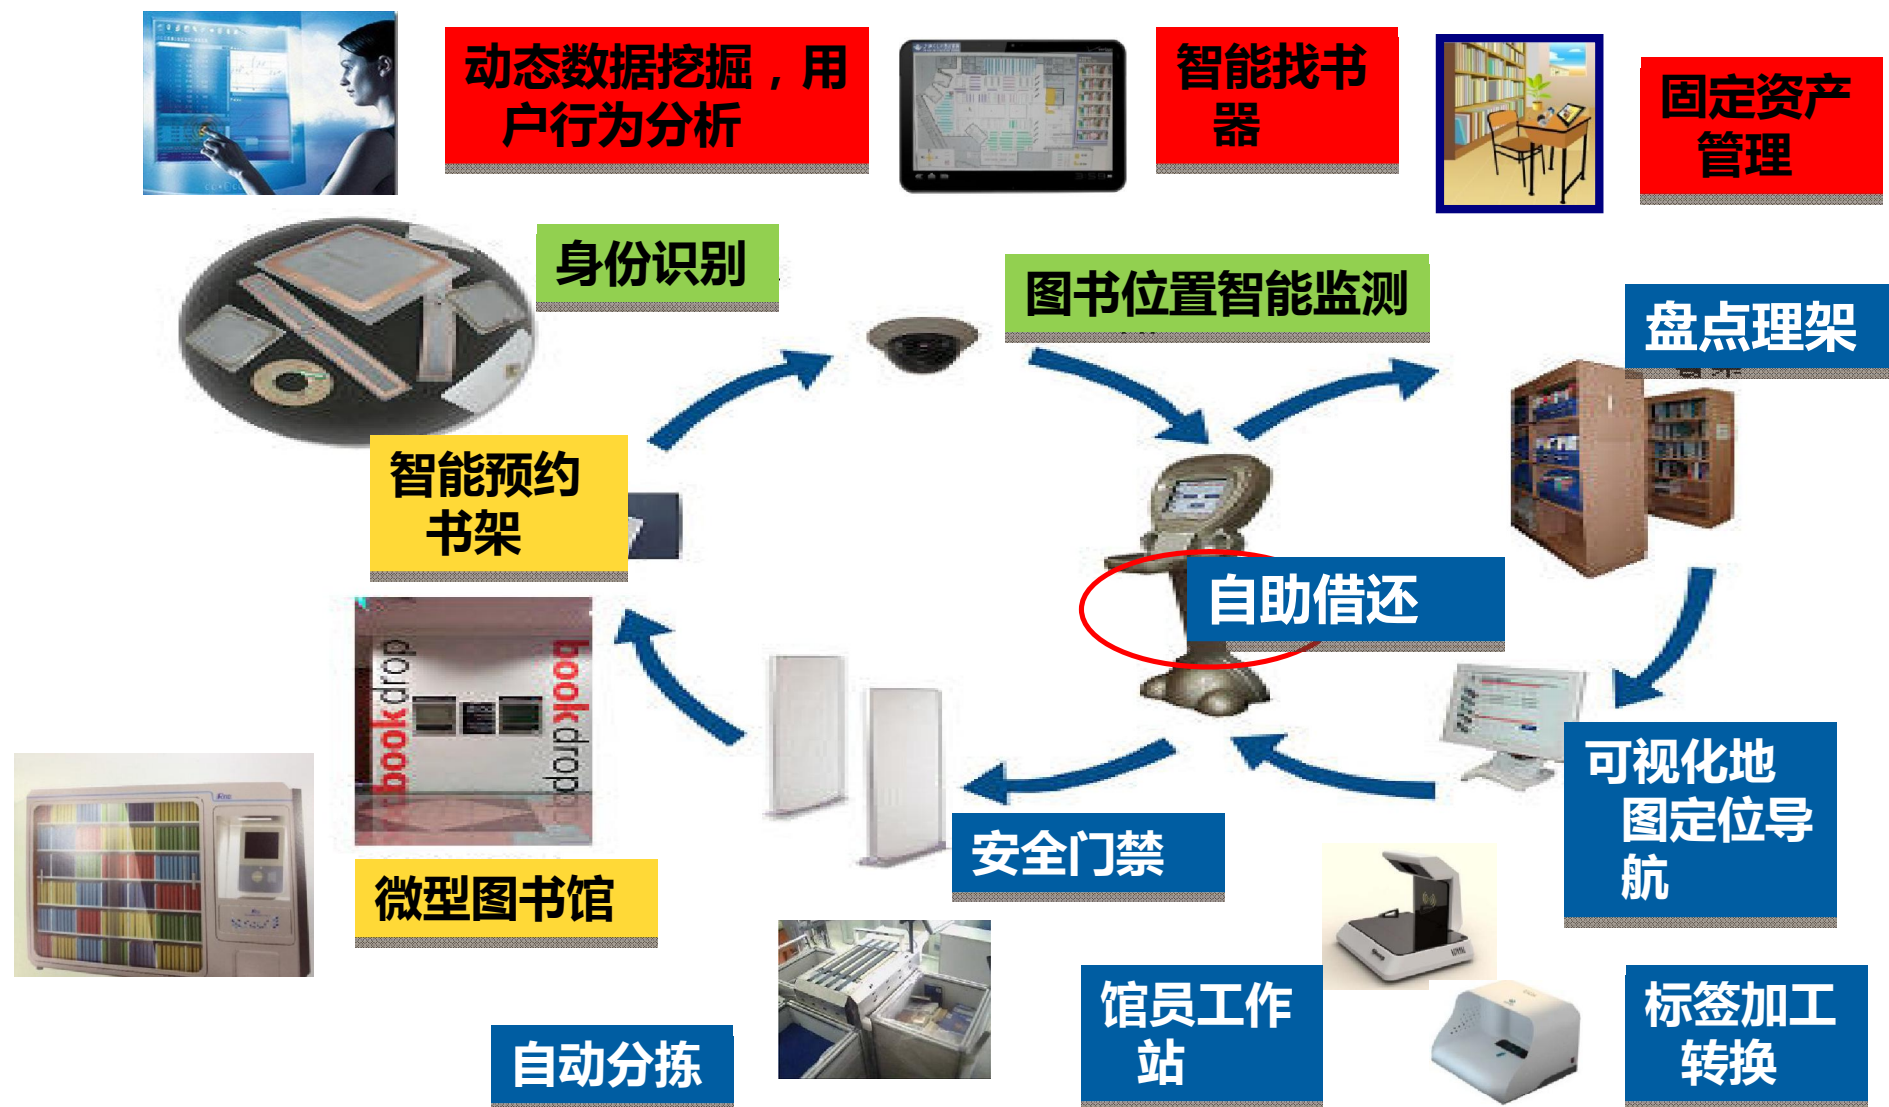 动态数据挖掘，用
户行为分析
智能找书
器
固定资产
管理
身份识别
图书位置智能监测
盘点理架
智能预约
书架
自助借还
bookdrop
bookdrop
可视化地
图定位导
航
安全门禁
微型图书馆
馆员工作
站
标签加工
转换
自动分拣